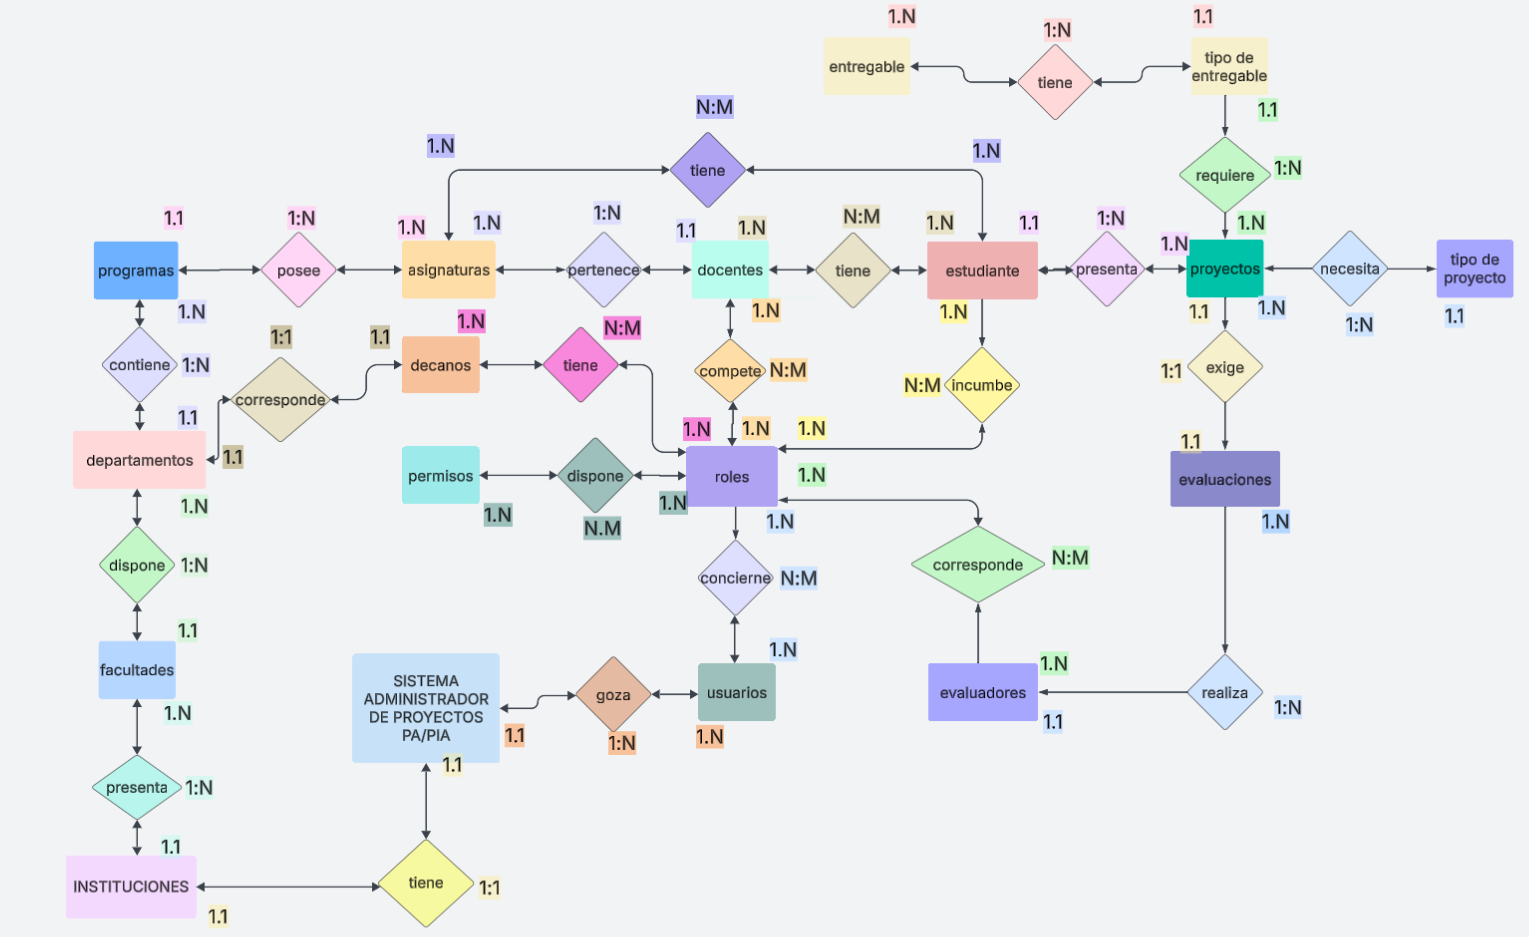 1.N
1:N
1.1
entregable
tiene
tipo de
entregable
N:M
1.1
1.N
1.N
tiene
requiere
1:N
1.1
1:N
1.N
1.N
1:N
1.1
1.N
N:M
1.N
1.1
1:N
1.N
1.N
programas
posee
asignaturas
pertenece
docentes
tiene
estudiante
presenta
proyectos
necesita
tipo de
proyecto
1.N
1.N
1.N
1.1
1.N
1:N
1.1
1:1
1.1
1.N
N:M
contiene
1:N
corresponde
decanos
tiene
compete
N:M
N:M
incumbe
1:1
exige
1.1
1.1
1.N
1.N
1.N
1.1
departamentos
permisos
dispone
roles
1.N
evaluaciones
1.N
1.N
1.N
N.M
1.N
1.N
dispone
1:N
concierne
N:M
corresponde
N:M
1.1
facultades
1.N
1.N
1.N
SISTEMA
ADMINISTRADOR
DE PROYECTOS
PA/PIA
goza
usuarios
evaluadores
realiza
1:N
1.1
1:N
1.N
1.1
1.1
presenta
1:N
1.1
INSTITUCIONES
tiene
1:1
1.1